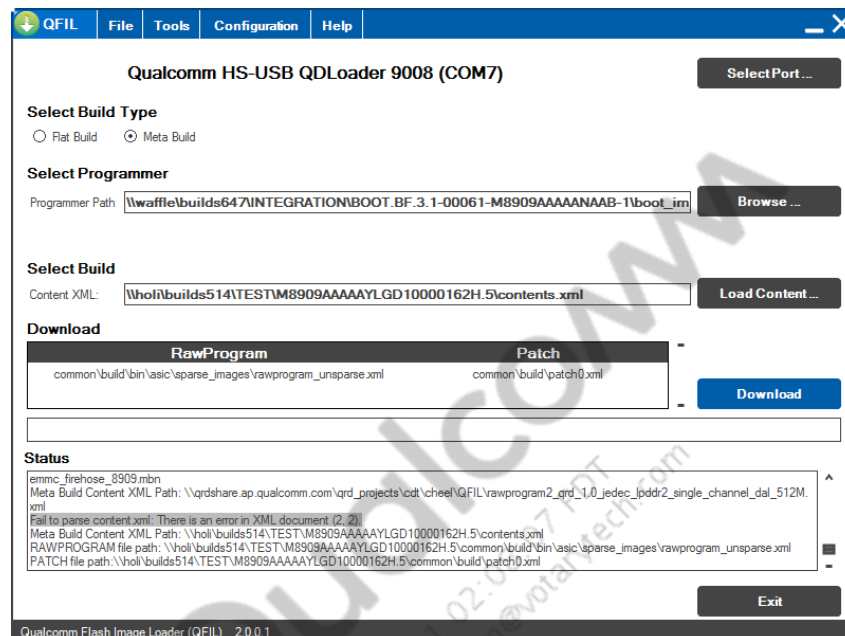 QFIL File Tools Configuration Help
Qualcomm HS-USB QDLoader 9008 (COM7)
Select Port ...
Select Build Type
Flat Build Meta Build
Select Programmer
Programmer Path \\waffle\builds647\INTEGRATION\BOOT.BF.3.1-00061-M8909AAAAANAAB-1\boot_im
Browse ...
Select Build
Content XML: \\holi\builds514\TEST\M8909AAAAAYLGD10000162H.5\contents.xml
Load Content ...
Download
RawProgram Patch
common\build\bin\asic\sparse_images\rawprogram_unsparse.xml common\build\patch0.xml
Download
Status
emmc_firehose_8909.mbn
Meta Build Content XML Path: \\qrdshare.ap.qualcomm.com\qrd_projects\cdt\cheel\QFIL\rawprogram2_qrd_1.0_jedec_lpddr2_single_channel_dal_512M.
xml
Fail to parse content.xml: There is an error in XML document (2, 2).
Meta Build Content XML Path: \\holi\builds514\TEST\M8909AAAAAYLGD10000162H.5\contents.xml
RAWPROGRAM file path: \\holi\builds514\TEST\M8909AAAAAYLGD10000162H.5\common\build\bin\asic\sparse_images\rawprogram_unsparse.xml
PATCH file path:\\holi\builds514\TEST\M8909AAAAAYLGD10000162H.5\common\build\patch0.xml
Exit
Qualcomm Flash Image Loader (QFIL) 2.0.0.1
Qualcomm
PDT
@votarytech.com